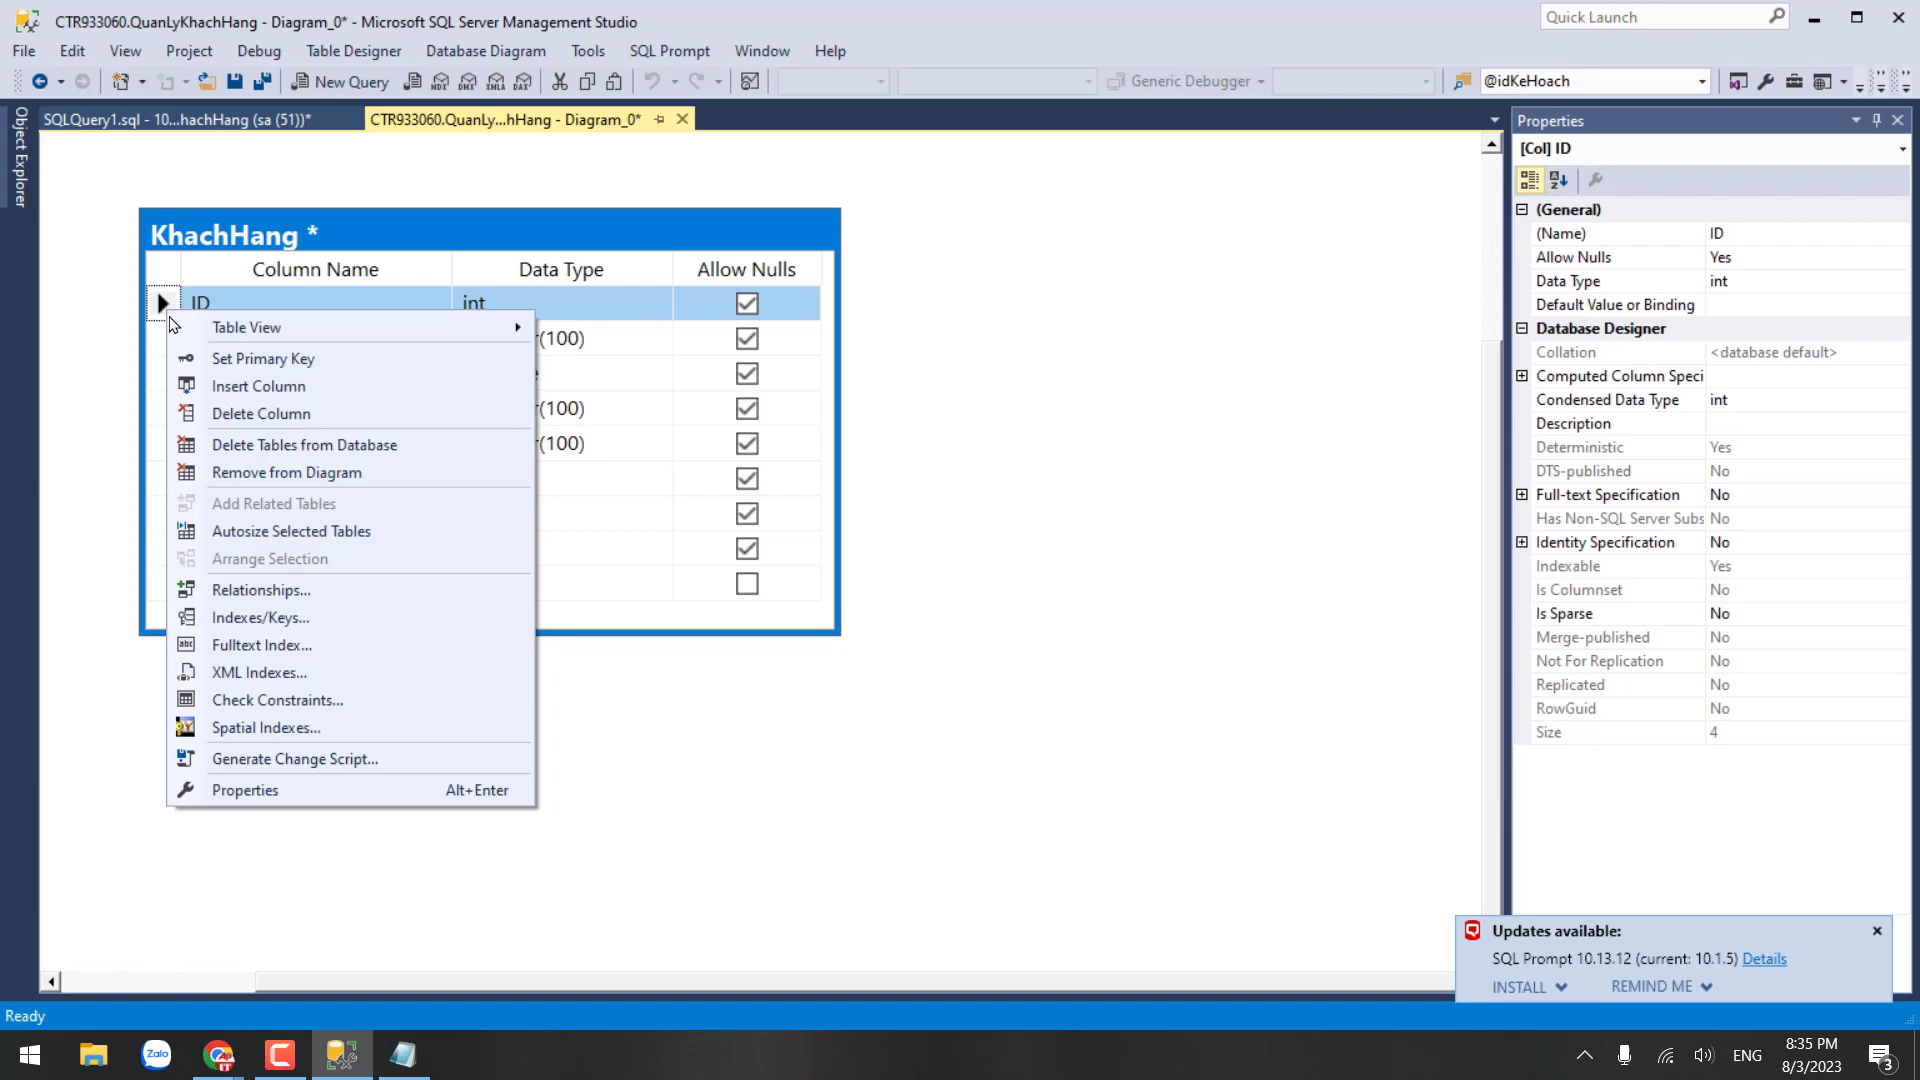 CTR933060.QuanLyKhachHang - Diagram_0* - Microsoft SQL Server Management Studio
Quick Launch
File Edit View Project Debug Table Designer Database Diagram Tools SQL Prompt Window Help
New Query MDX DMX XMLA DAX Generic Debugger @idKeHoach
Object Explorer
SQLQuery1.sql - 10...hachHang (sa (51))* CTR933060.QuanLy...hHang - Diagram_0*
KhachHang *
Column Name Data Type Allow Nulls
ID int
r(100)
r(100)
r(100)
Table View
Set Primary Key
Insert Column
Delete Column
Delete Tables from Database
Remove from Diagram
Add Related Tables
Autosize Selected Tables
Arrange Selection
Relationships...
Indexes/Keys...
Fulltext Index...
XML Indexes...
Check Constraints...
Spatial Indexes...
Generate Change Script...
Properties Alt+Enter
Properties
[Col] ID
(General)
(Name) ID
Allow Nulls Yes
Data Type int
Default Value or Binding
Database Designer
Collation <database default>
Computed Column Speci
Condensed Data Type int
Description
Deterministic Yes
DTS-published No
Full-text Specification No
Has Non-SQL Server Subs No
Identity Specification No
Indexable Yes
Is Columnset No
Is Sparse No
Merge-published No
Not For Replication No
Replicated No
RowGuid No
Size 4
Updates available:
SQL Prompt 10.13.12 (current: 10.1.5) Details
INSTALL REMIND ME
Ready
Zalo
ENG
8:35 PM
8/3/2023
3